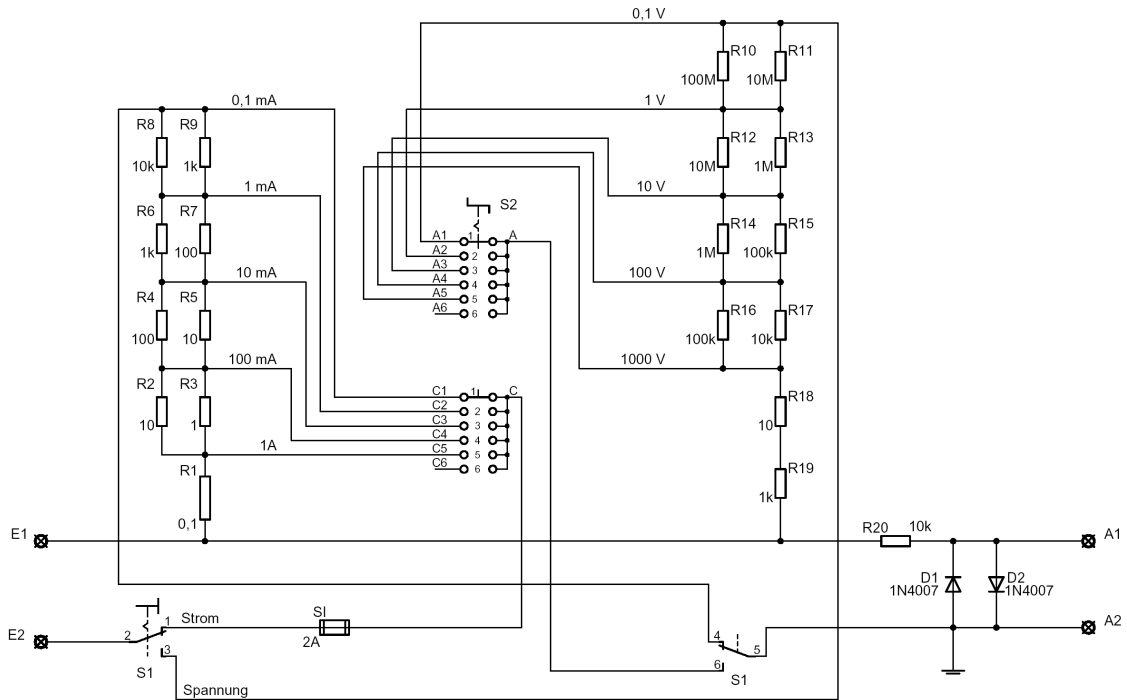 0,1 V
R10
R11
100M
10M
0,1 mA
1 V
R8
R9
R12
R13
10k
1k
10M
1M
1 mA
10 V
S2
R6
R7
R14
R15
1k
100
1M
100k
A1
1
A
A2
2
A3
3
A4
4
A5
5
A6
6
10 mA
100 V
R4
R5
R16
R17
100
10
100k
10k
100 mA
1000 V
R2
R3
R18
10
1
10
C1
1
C
C2
2
C3
3
C4
4
C5
5
C6
6
1A
R1
0,1
R19
1k
E1
R20
10k
A1
D1
1N4007
D2
1N4007
E2
2
1
Strom
3
S1
SI
2A
4
5
6
S1
A2
Spannung